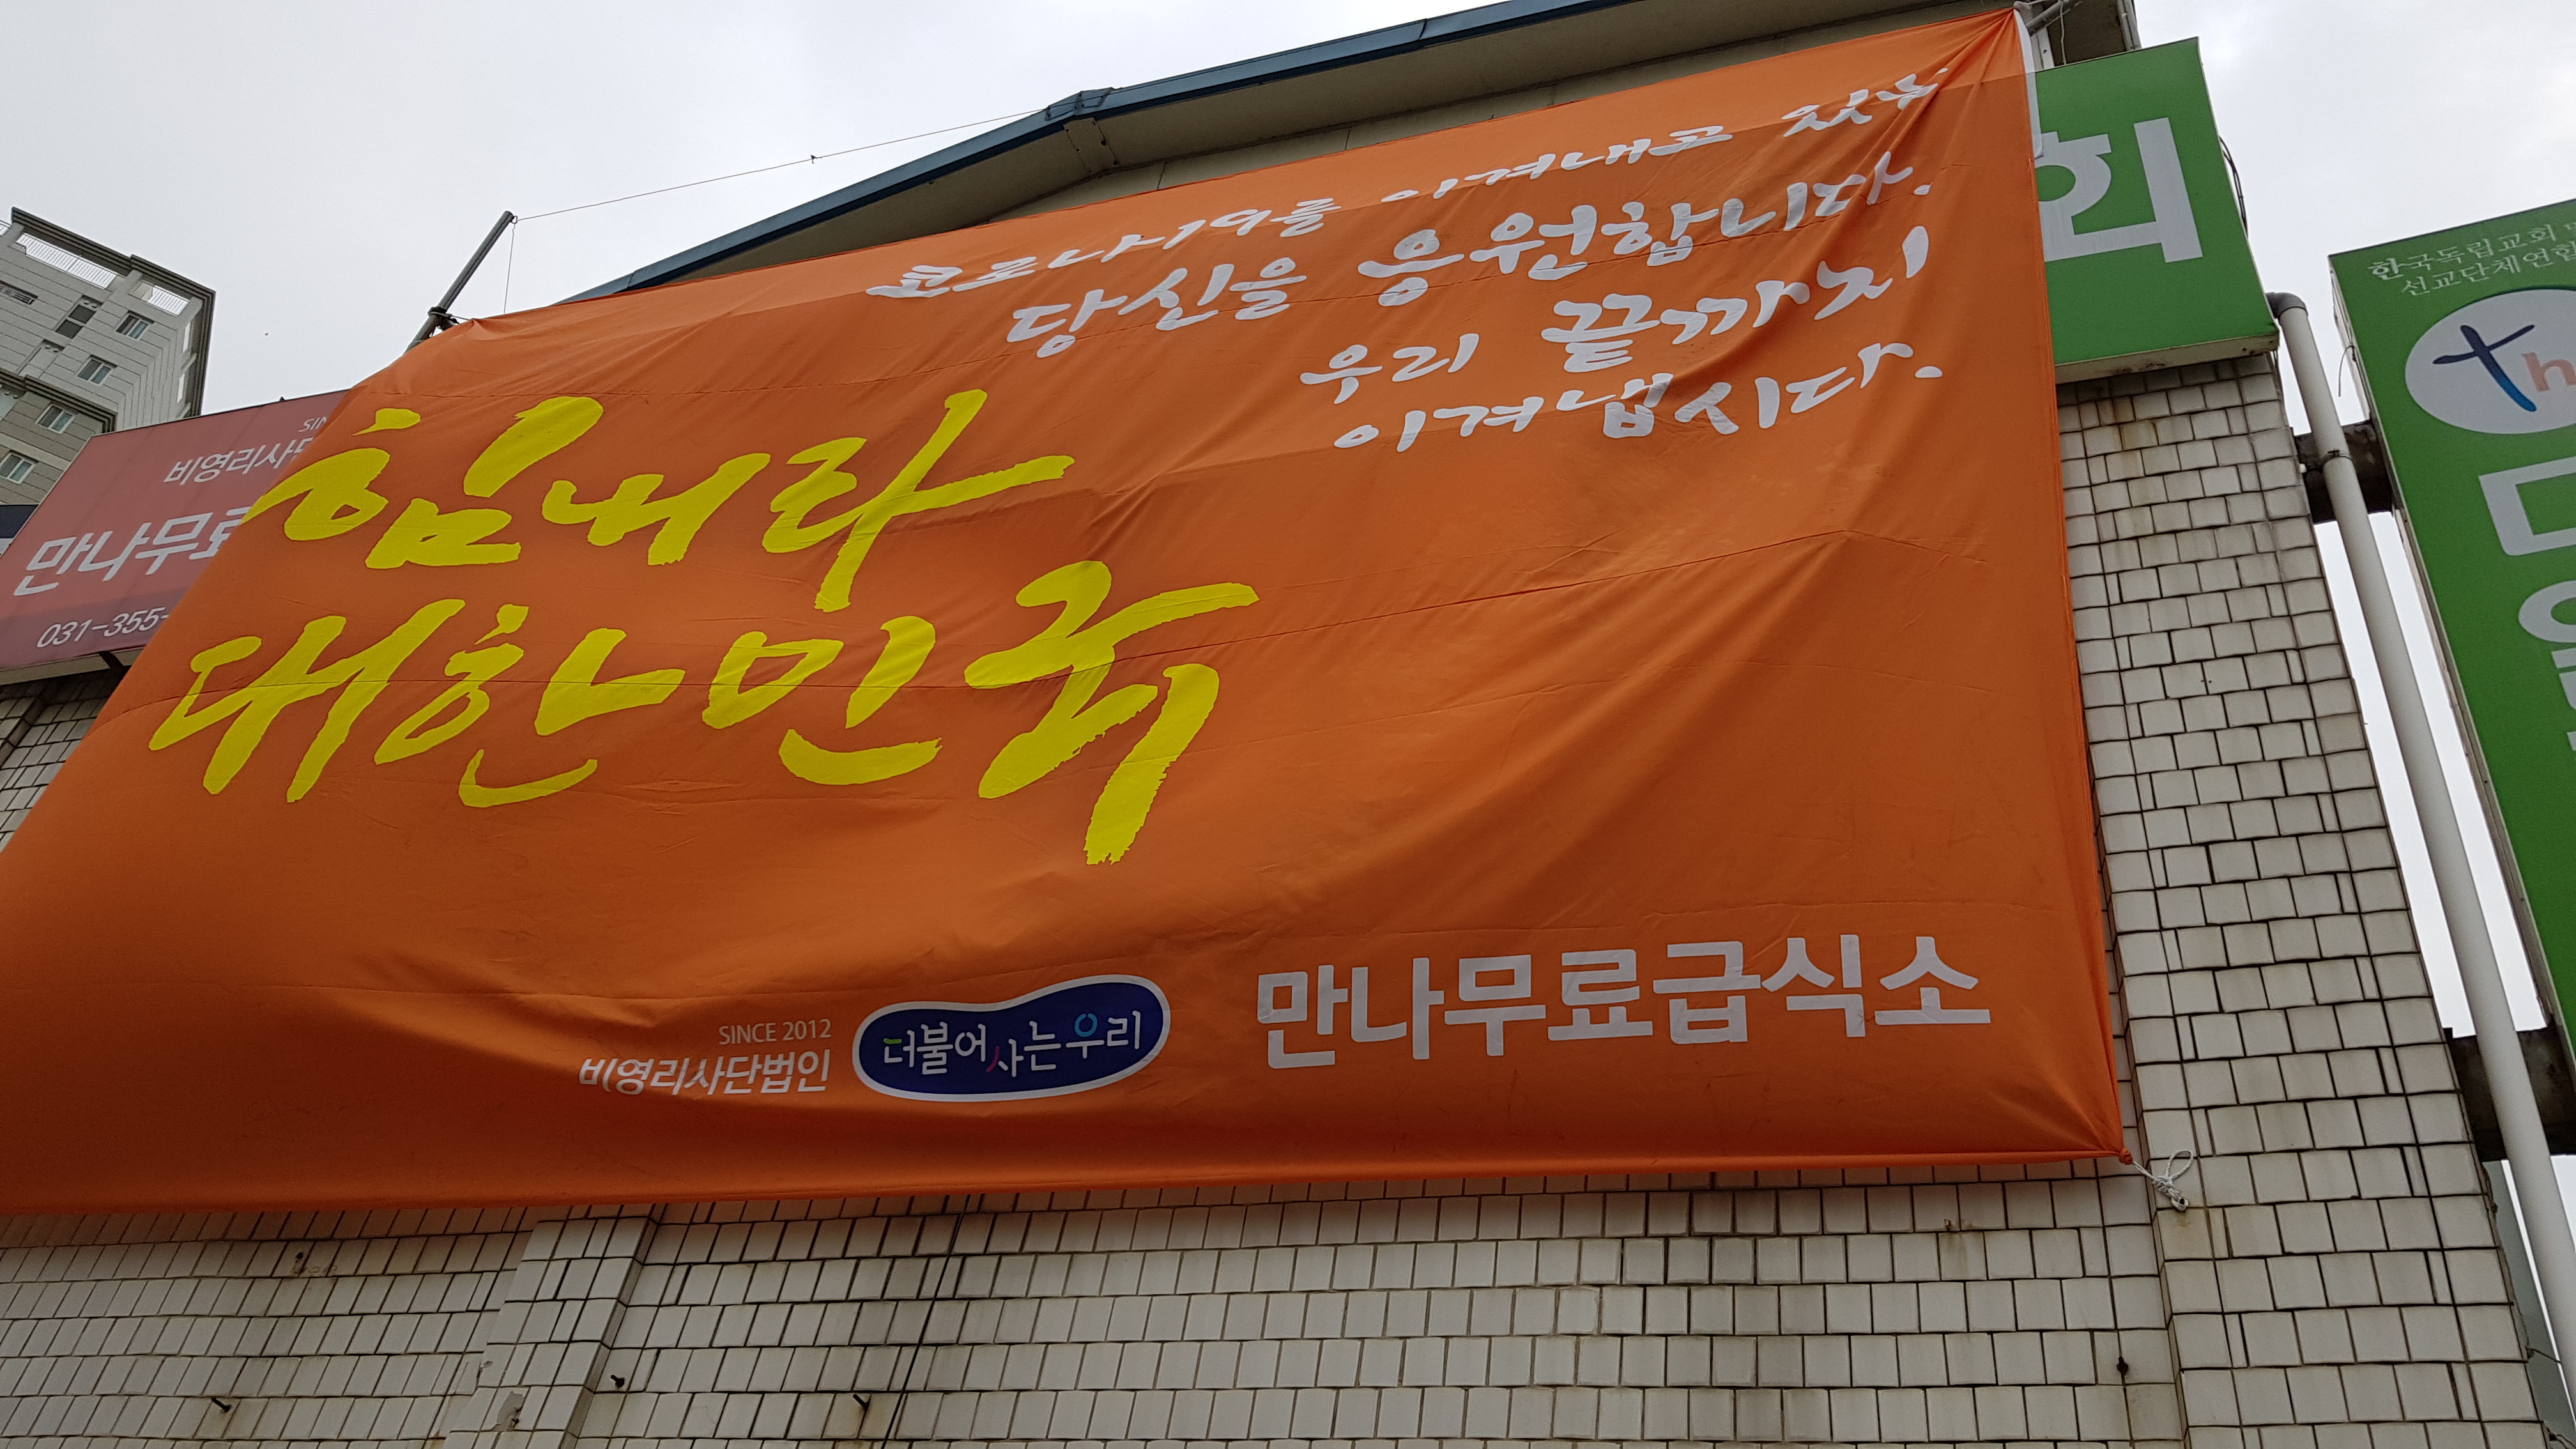 코로나19를 이겨내고 있는
당신을 응원합니다.
우리 끝까지
이겨냅시다.
힘내라
대한민국
SINCE 2012
비영리사단법인
더불어 사는 우리
만나무료급식소
비영리사단
만나무료
031-355-
회
한국독립교회
선교단체연합
th